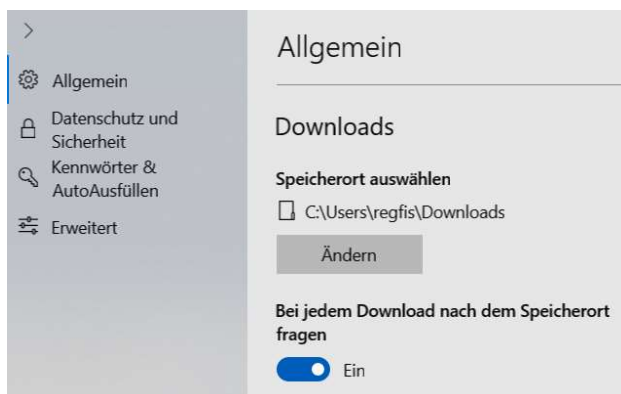 Allgemein
Datenschutz und
Sicherheit
Kennwörter &
AutoAusfüllen
Erweitert
Allgemein
Downloads
Speicherort auswählen
C:\Users\regfis\Downloads
Ändern
Bei jedem Download nach dem Speicherort
fragen
Ein